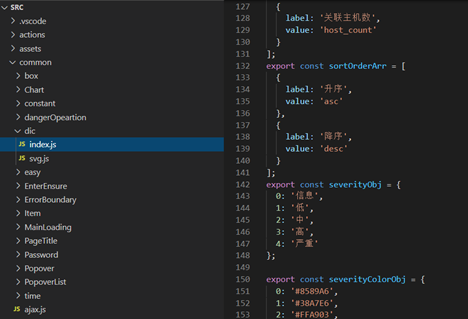 SRC
.vscode
actions
assets
common
box
Chart
constant
dangerOpeartion
dic
JS index.js
JS svg.js
easy
EnterEnsure
ErrorBoundary
Item
MainLoading
PageTitle
Password
Popover
PopoverList
time
JS ajax.js
127 {
128 label: '关联主机数',
129 value: 'host_count'
130 }
131 ];
132 export const sortOrderArr = [
133 {
134 label: '升序',
135 value: 'asc'
136 },
137 {
138 label: '降序',
139 value: 'desc'
140 }
141 ];
142 export const severityObj = {
143 0: '信息',
144 1: '低',
145 2: '中',
146 3: '高',
147 4: '严重'
148 };
149
150 export const severityColorObj = {
151 0: '#8589A6',
152 1: '#38A7E6',
153 2: '#FFA903',